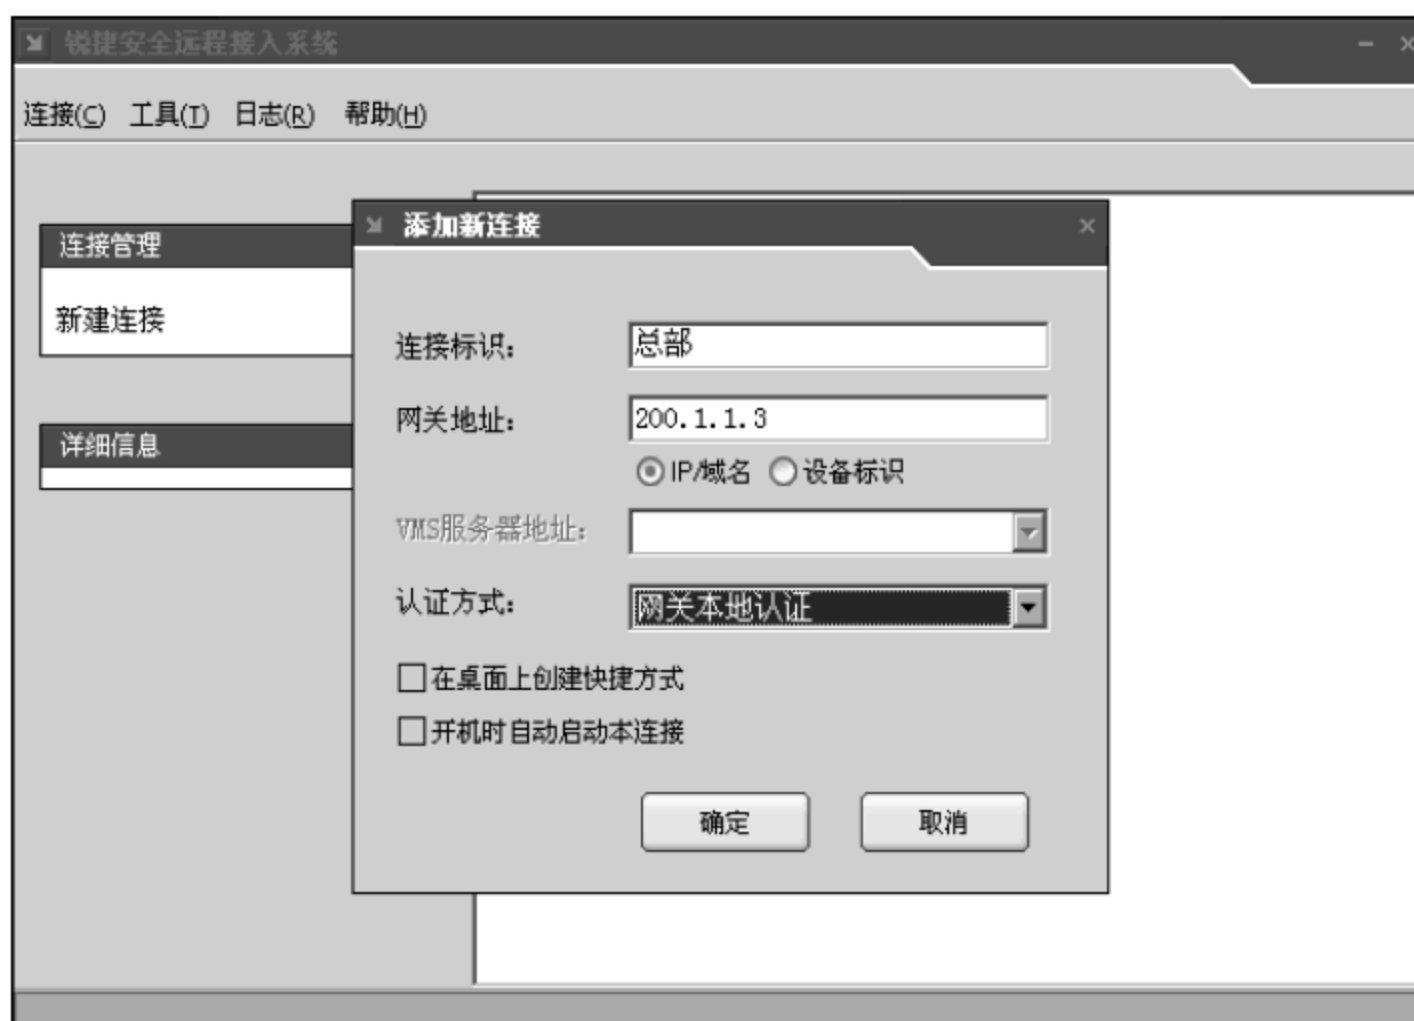 锐捷安全远程接入系统
连接(C) 工具(T) 日志(R) 帮助(H)
连接管理
新建连接
详细信息
添加新连接
连接标识：
总部
网关地址：
200.1.1.3
IP/域名 设备标识
VMS服务器地址：
认证方式：
网关本地认证
在桌面上创建快捷方式
开机时自动启动本连接
确定 取消